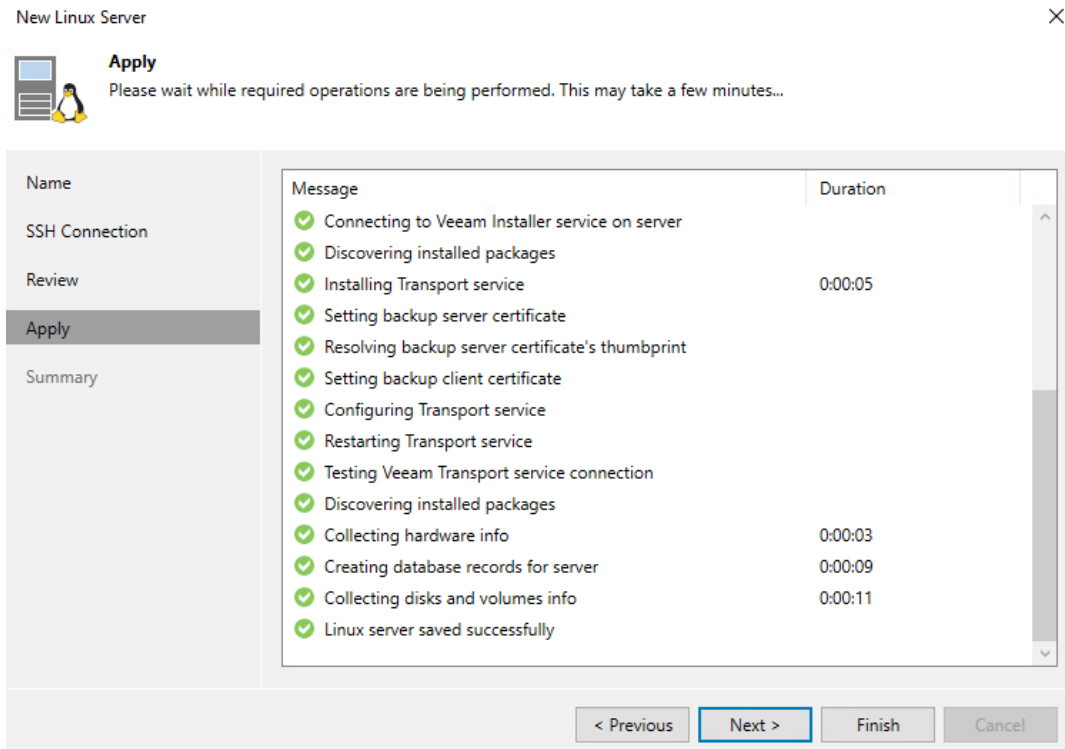 New Linux Server
Apply
Please wait while required operations are being performed. This may take a few minutes...
Name
SSH Connection
Review
Apply
Summary
Message Duration
Connecting to Veeam Installer service on server
Discovering installed packages
Installing Transport service 0:00:05
Setting backup server certificate
Resolving backup server certificate's thumbprint
Setting backup client certificate
Configuring Transport service
Restarting Transport service
Testing Veeam Transport service connection
Discovering installed packages
Collecting hardware info 0:00:03
Creating database records for server 0:00:09
Collecting disks and volumes info 0:00:11
Linux server saved successfully
< Previous Next > Finish Cancel